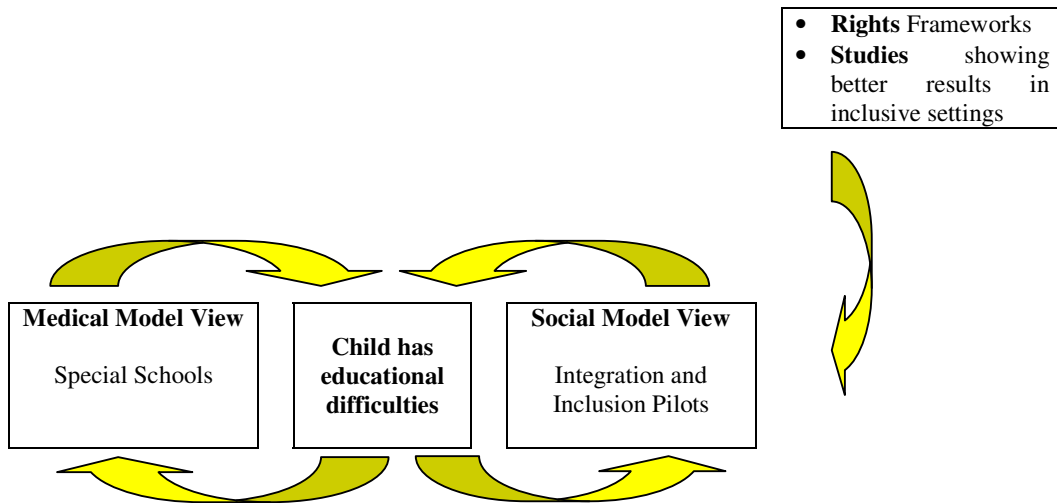 • Rights Frameworks
• Studies showing
better results in
inclusive settings
Medical Model View
Special Schools
Child has
educational
difficulties
Social Model View
Integration and
Inclusion Pilots